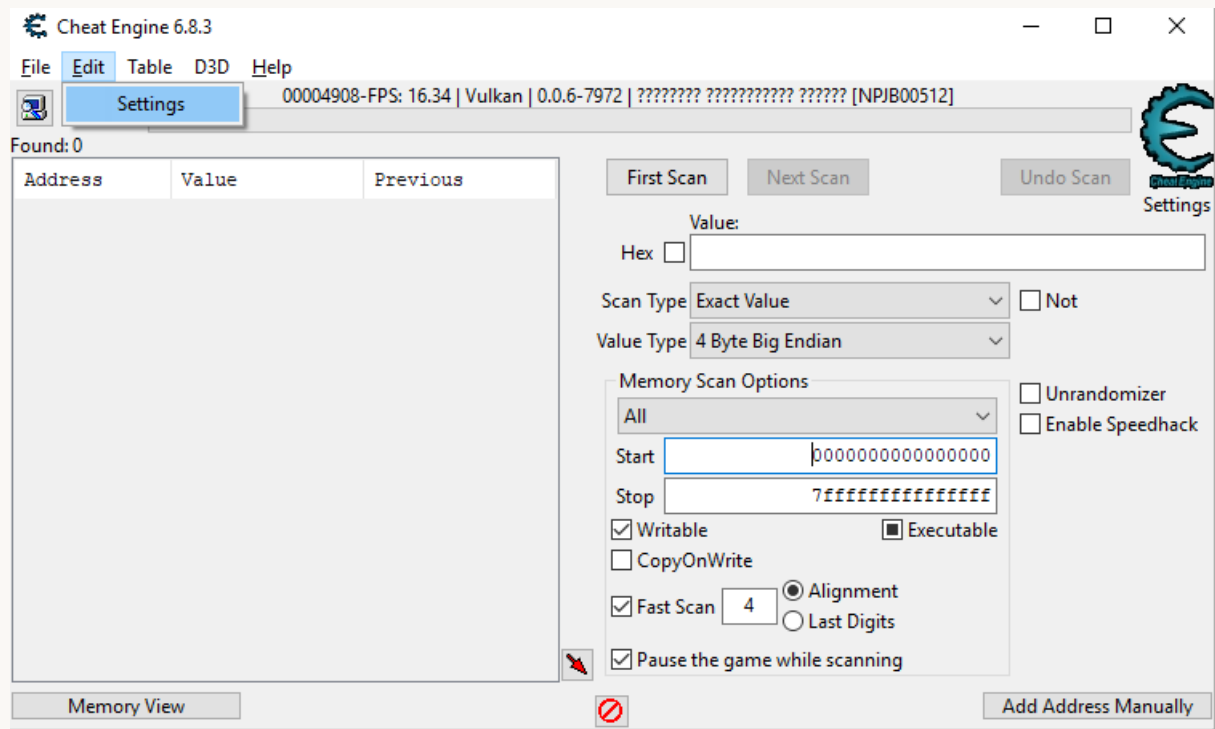 Cheat Engine 6.8.3
File Edit Table D3D Help
Settings
00004908-FPS: 16.34 | Vulkan | 0.0.6-7972 | ???????? ??????????? ?????? [NPJB00512]
Found: 0
Address Value Previous
First Scan Next Scan Undo Scan
Cheat Engine
Settings
Value:
Hex
Scan Type Exact Value Not
Value Type 4 Byte Big Endian
Memory Scan Options
All
Unrandomizer
Enable Speedhack
Start 0000000000000000
Stop 7fffffffffffffff
Writable Executable
CopyOnWrite
Fast Scan 4 Alignment
Last Digits
Pause the game while scanning
Memory View Add Address Manually